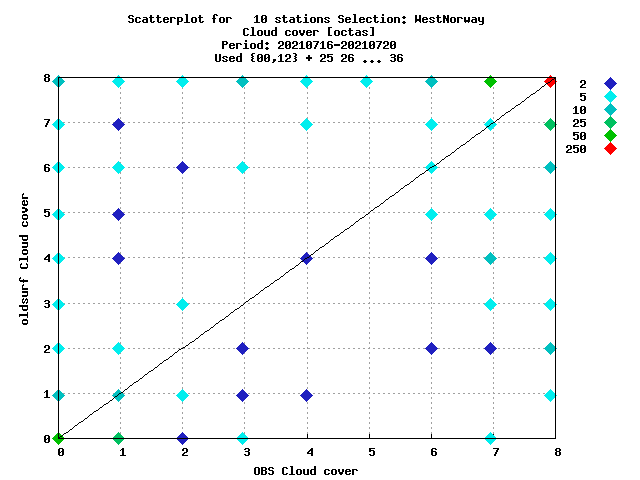 Scatterplot for 10 stations Selection: WestNorway
Cloud cover [octas]
Period: 20210716-20210720
Used {00,12} + 25 26 ... 36
8
7
6
5
4
3
2
1
0
oldsurf Cloud cover
0 1 2 3 4 5 6 7 8
OBS Cloud cover
2
5
10
25
50
250